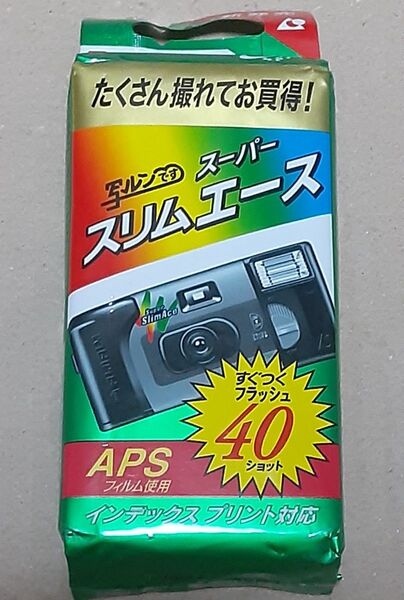 たくさん撮れてお買得!
写ルンです
スーパー
スリムエース
Super
SlimAce
すぐつく
フラッシュ
40
ショット
APS
フィルム使用
インデックス プリント対応